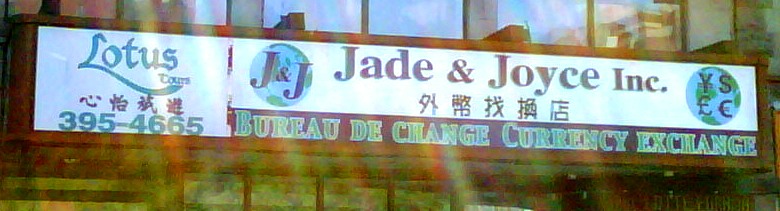 Lotus
Tours
心怡旅遊
395-4665
J&J
Jade & Joyce Inc.
外幣找換店
¥$
£€
BUREAU DE CHANGE CURRENCY EXCHANGE